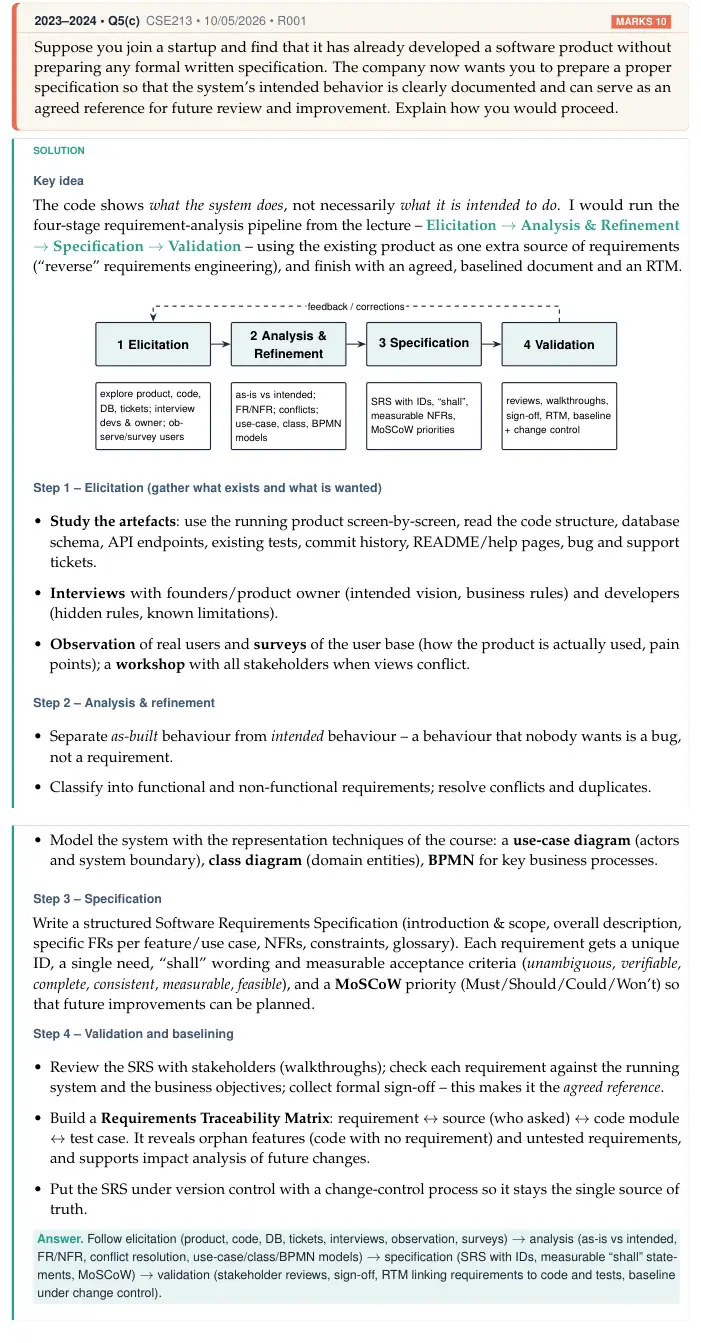 2023–2024 • Q5(c) CSE213 • 10/05/2026 • R001 MARKS 10
Suppose you join a startup and find that it has already developed a software product without
preparing any formal written specification. The company now wants you to prepare a proper
specification so that the system's intended behavior is clearly documented and can serve as an
agreed reference for future review and improvement. Explain how you would proceed.
SOLUTION
Key idea
The code shows what the system does, not necessarily what it is intended to do. I would run the
four-stage requirement-analysis pipeline from the lecture – Elicitation → Analysis & Refinement
→ Specification → Validation – using the existing product as one extra source of requirements
("reverse" requirements engineering), and finish with an agreed, baselined document and an RTM.
feedback / corrections
1 Elicitation
2 Analysis &
Refinement
3 Specification
4 Validation
explore product, code,
DB, tickets; interview
devs & owner; ob-
serve/survey users
as-is vs intended;
FR/NFR; conflicts;
use-case, class, BPMN
models
SRS with IDs, "shall",
measurable NFRs,
MoSCoW priorities
reviews, walkthroughs,
sign-off, RTM, baseline
+ change control
Step 1 – Elicitation (gather what exists and what is wanted)
• Study the artefacts: use the running product screen-by-screen, read the code structure, database
schema, API endpoints, existing tests, commit history, README/help pages, bug and support
tickets.
• Interviews with founders/product owner (intended vision, business rules) and developers
(hidden rules, known limitations).
• Observation of real users and surveys of the user base (how the product is actually used, pain
points); a workshop with all stakeholders when views conflict.
Step 2 – Analysis & refinement
• Separate as-built behaviour from intended behaviour – a behaviour that nobody wants is a bug,
not a requirement.
• Classify into functional and non-functional requirements; resolve conflicts and duplicates.
• Model the system with the representation techniques of the course: a use-case diagram (actors
and system boundary), class diagram (domain entities), BPMN for key business processes.
Step 3 – Specification
Write a structured Software Requirements Specification (introduction & scope, overall description,
specific FRs per feature/use case, NFRs, constraints, glossary). Each requirement gets a unique
ID, a single need, "shall" wording and measurable acceptance criteria (unambiguous, verifiable,
complete, consistent, measurable, feasible), and a MoSCoW priority (Must/Should/Could/Won't) so
that future improvements can be planned.
Step 4 – Validation and baselining
• Review the SRS with stakeholders (walkthroughs); check each requirement against the running
system and the business objectives; collect formal sign-off – this makes it the agreed reference.
• Build a Requirements Traceability Matrix: requirement ↔ source (who asked) ↔ code module
↔ test case. It reveals orphan features (code with no requirement) and untested requirements,
and supports impact analysis of future changes.
• Put the SRS under version control with a change-control process so it stays the single source of
truth.
Answer. Follow elicitation (product, code, DB, tickets, interviews, observation, surveys) → analysis (as-is vs intended,
FR/NFR, conflict resolution, use-case/class/BPMN models) → specification (SRS with IDs, measurable "shall" state-
ments, MoSCoW) → validation (stakeholder reviews, sign-off, RTM linking requirements to code and tests, baseline
under change control).